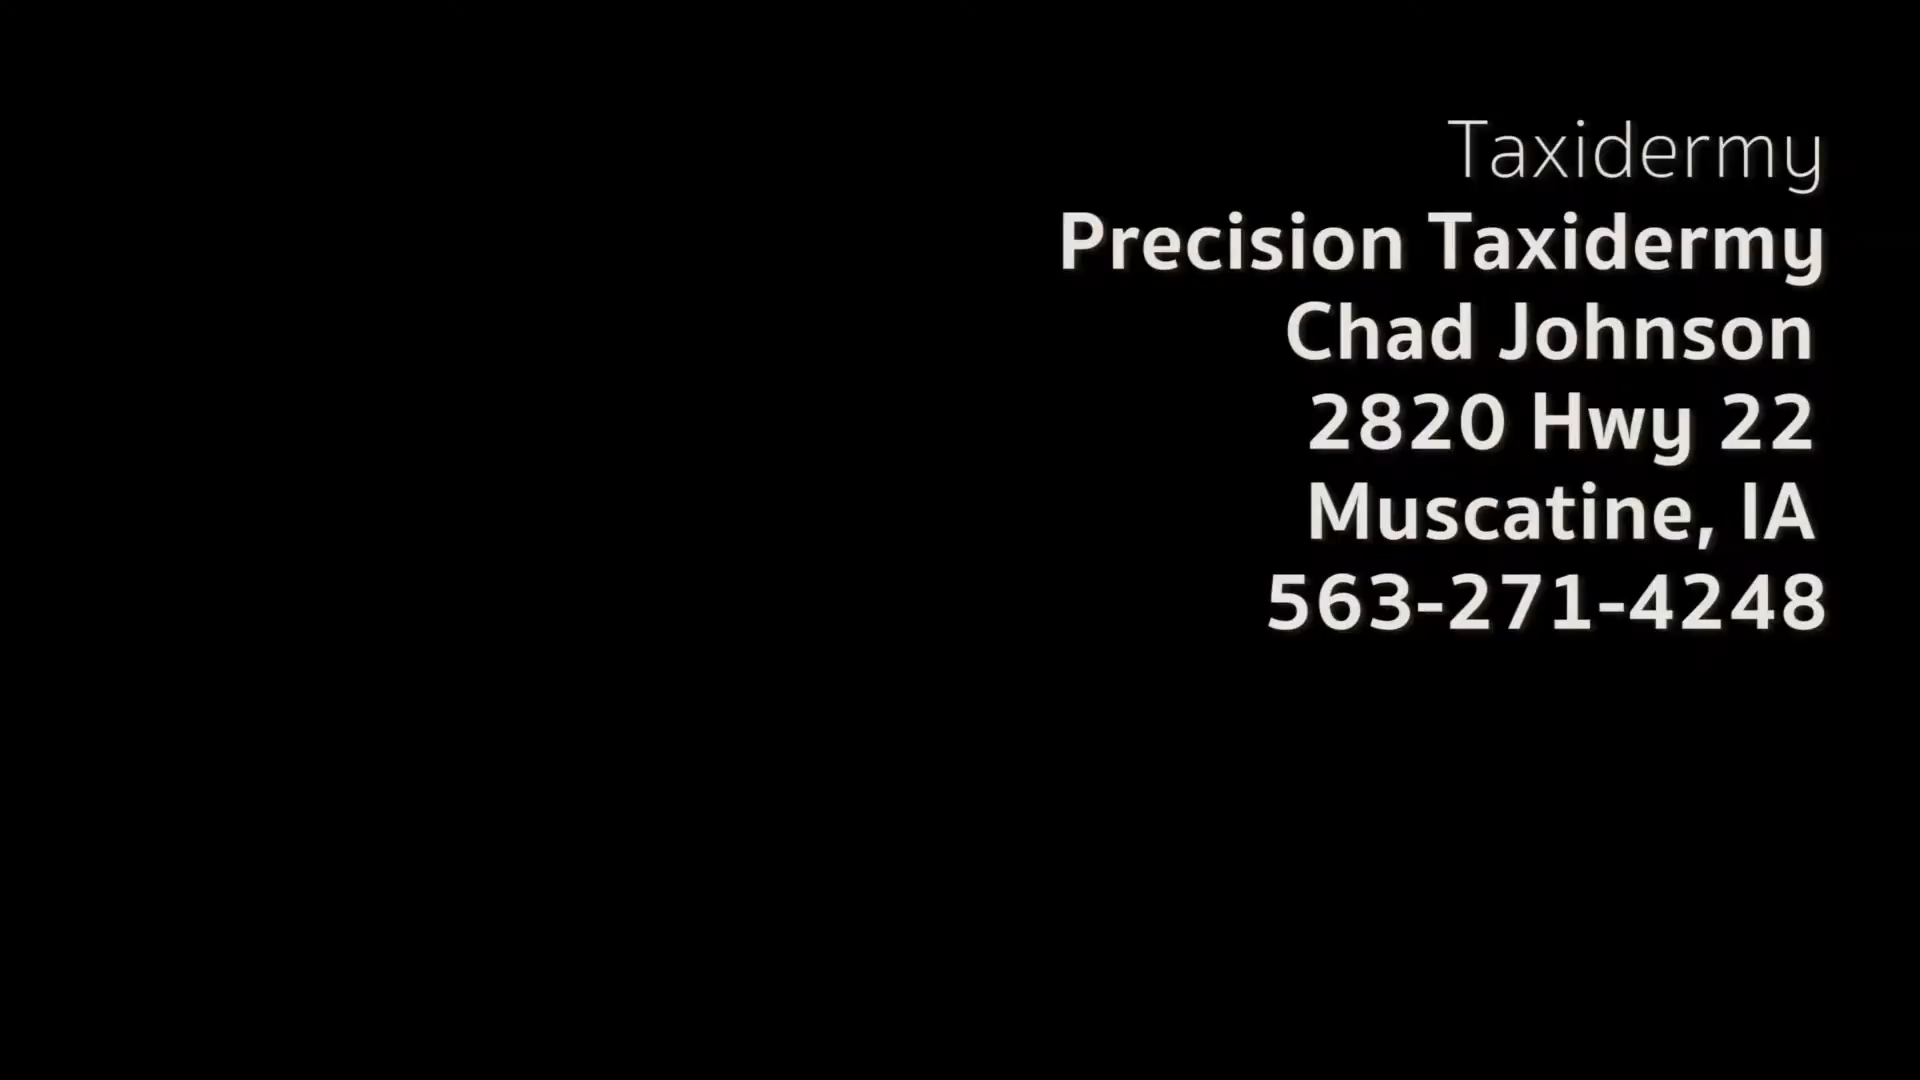 Taxidermy
Precision Taxidermy
Chad Johnson
2820 Hwy 22
Muscatine, IA
563-271-4248